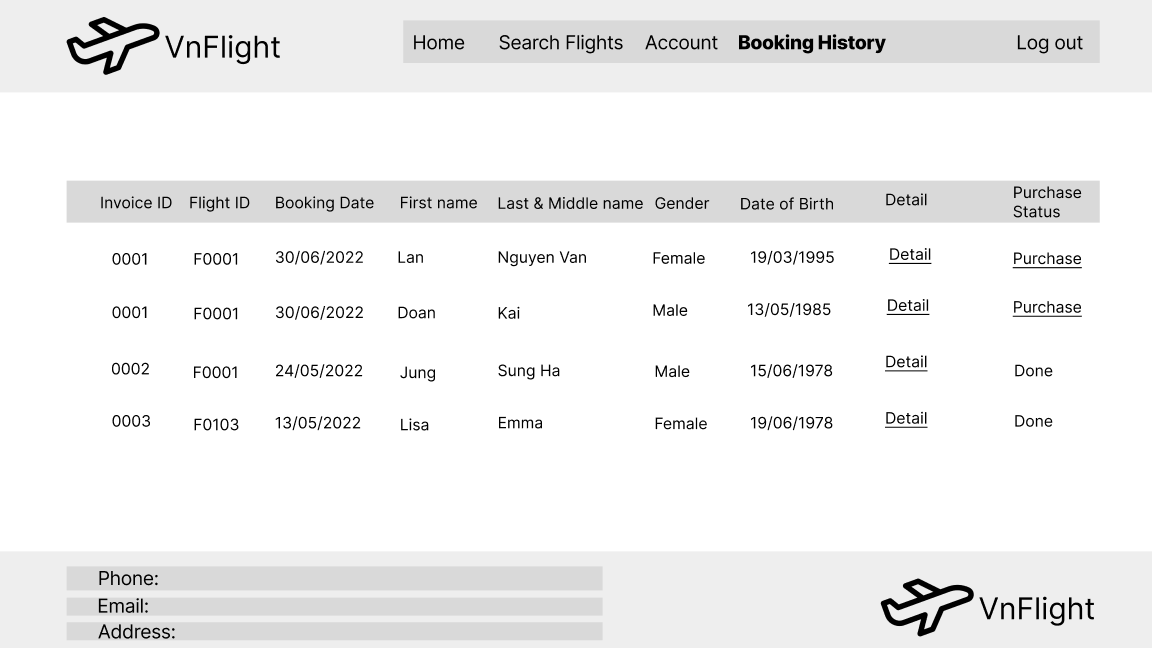 VnFlight
Home Search Flights Account Booking History Log out
Invoice ID Flight ID Booking Date First name Last & Middle name Gender Date of Birth Detail Purchase Status
0001 F0001 30/06/2022 Lan Nguyen Van Female 19/03/1995 Detail Purchase
0001 F0001 30/06/2022 Doan Kai Male 13/05/1985 Detail Purchase
0002 F0001 24/05/2022 Jung Sung Ha Male 15/06/1978 Detail Done
0003 F0103 13/05/2022 Lisa Emma Female 19/06/1978 Detail Done
Phone:
Email:
Address:
VnFlight